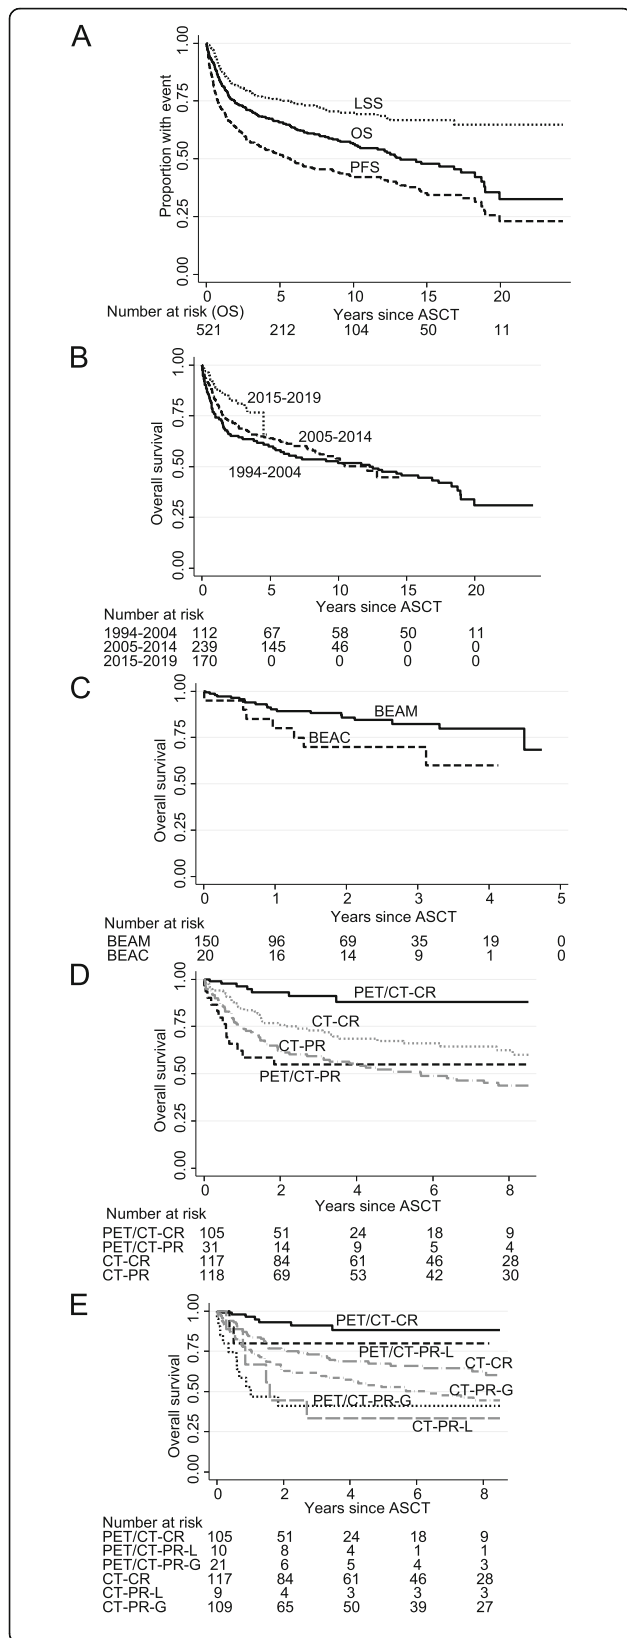 A
Proportion with event
1.00
0.75
0.50
0.25
0.00
LSS
OS
PFS
0 5 10 15 20
Number at risk (OS)
Years since ASCT
521 212 104 50 11
B
Overall survival
1.00
0.75
0.50
0.25
0.00
2015-2019
2005-2014
1994-2004
0 5 10 15 20
Years since ASCT
Number at risk
1994-2004 112 67 58 50 11
2005-2014 239 145 46 0 0
2015-2019 170 0 0 0 0
C
Overall survival
1.00
0.75
0.50
0.25
0.00
BEAM
BEAC
0 1 2 3 4 5
Years since ASCT
Number at risk
BEAM 150 96 69 35 19 0
BEAC 20 16 14 9 1 0
D
Overall survival
1.00
0.75
0.50
0.25
0.00
PET/CT-CR
CT-CR
CT-PR
PET/CT-PR
0 2 4 6 8
Years since ASCT
Number at risk
PET/CT-CR 105 51 24 18 9
PET/CT-PR 31 14 9 5 4
CT-CR 117 84 61 46 28
CT-PR 118 69 53 42 30
E
Overall survival
1.00
0.75
0.50
0.25
0.00
PET/CT-CR
PET/CT-PR-L
CT-CR
CT-PR-G
PET/CT-PR-G
CT-PR-L
0 2 4 6 8
Years since ASCT
Number at risk
PET/CT-CR 105 51 24 18 9
PET/CT-PR-L 10 8 4 1 1
PET/CT-PR-G 21 6 5 4 3
CT-CR 117 84 61 46 28
CT-PR-L 9 4 3 3 3
CT-PR-G 109 65 50 39 27